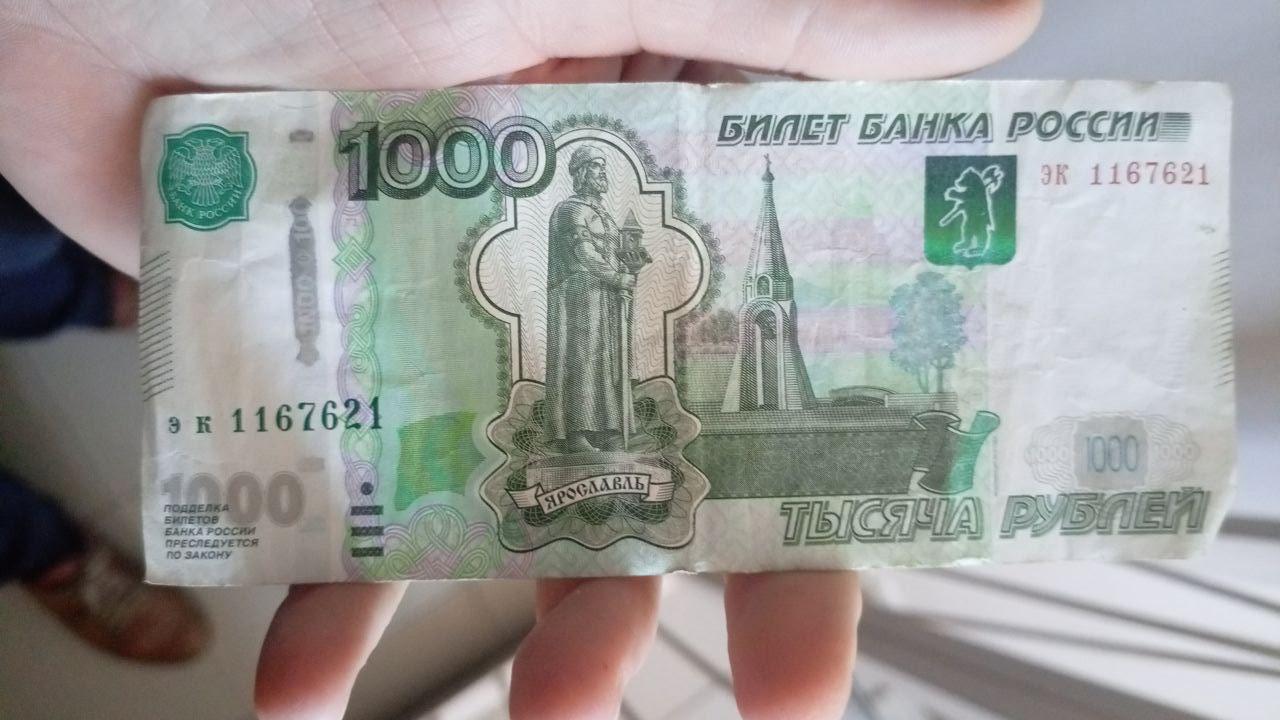 БАНК РОССИИ
1000
БИЛЕТ БАНКА РОССИИ
ЭК 1167621
эк 1167621
ЯРОСЛАВЛЬ
1000
1000
1000
1000
ПОДДЕЛКА
БИЛЕТОВ
БАНКА РОССИИ
ПРЕСЛЕДУЕТСЯ
ПО ЗАКОНУ
ТЫСЯЧА РУБЛЕЙ